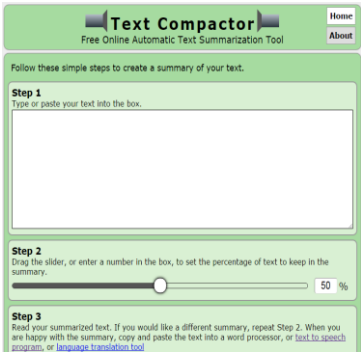 Text Compactor
Home
Free Online Automatic Text Summarization Tool
About
Follow these simple steps to create a summary of your text.
Step 1
Type or paste your text into the box.
Step 2
Drag the slider, or enter a number in the box, to set the percentage of text to keep in the
summary.
50 %
Step 3
Read your summarized text. If you would like a different summary, repeat Step 2. When you
are happy with the summary, copy and paste the text into a word processor, or text to speech
program, or language translation tool